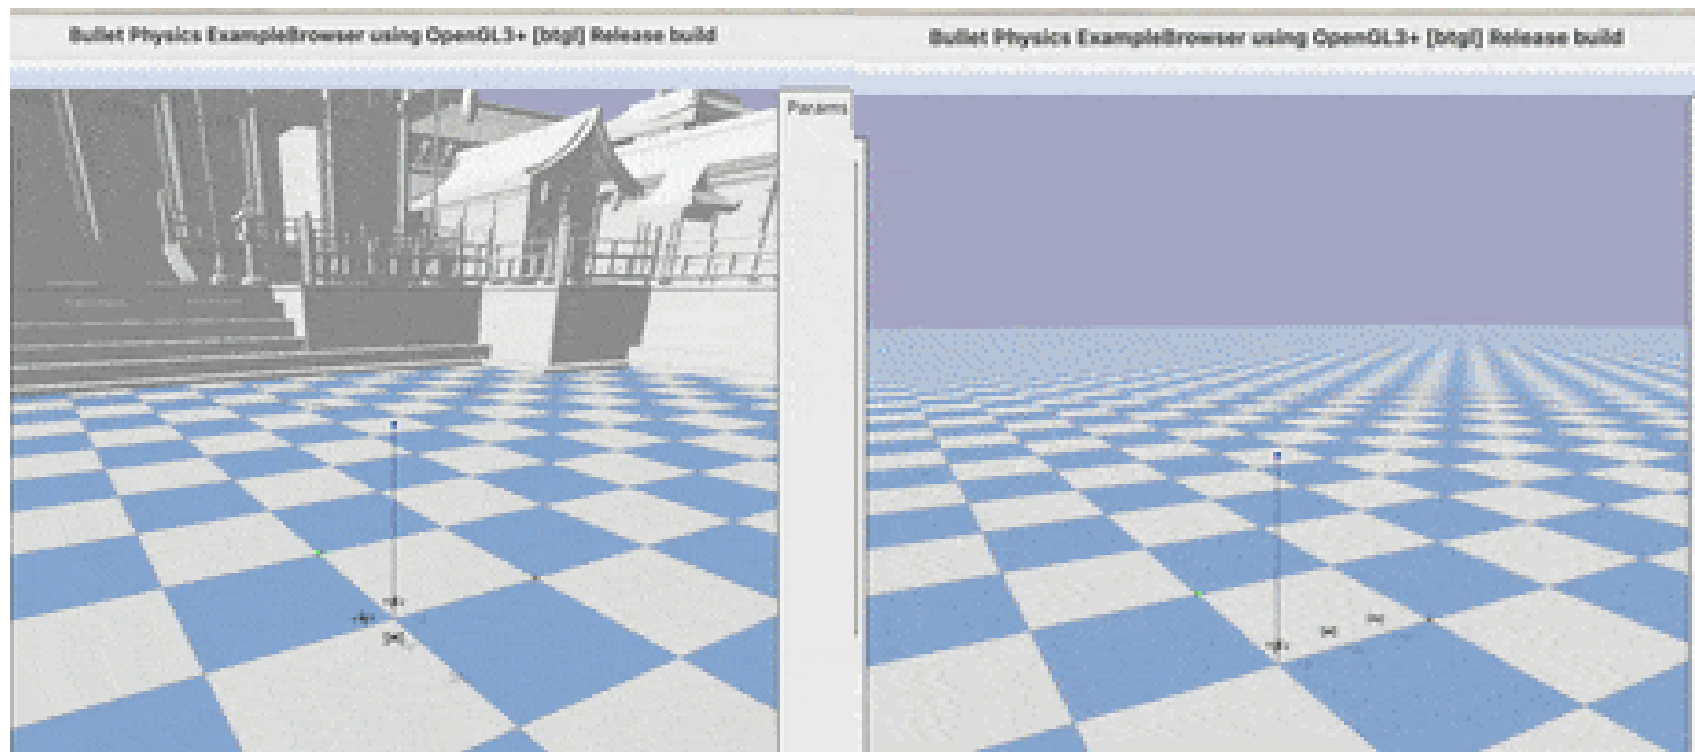 Bullet Physics ExampleBrowser using OpenGL3+ [btgl] Release build
Bullet Physics ExampleBrowser using OpenGL3+ [btgl] Release build
Params